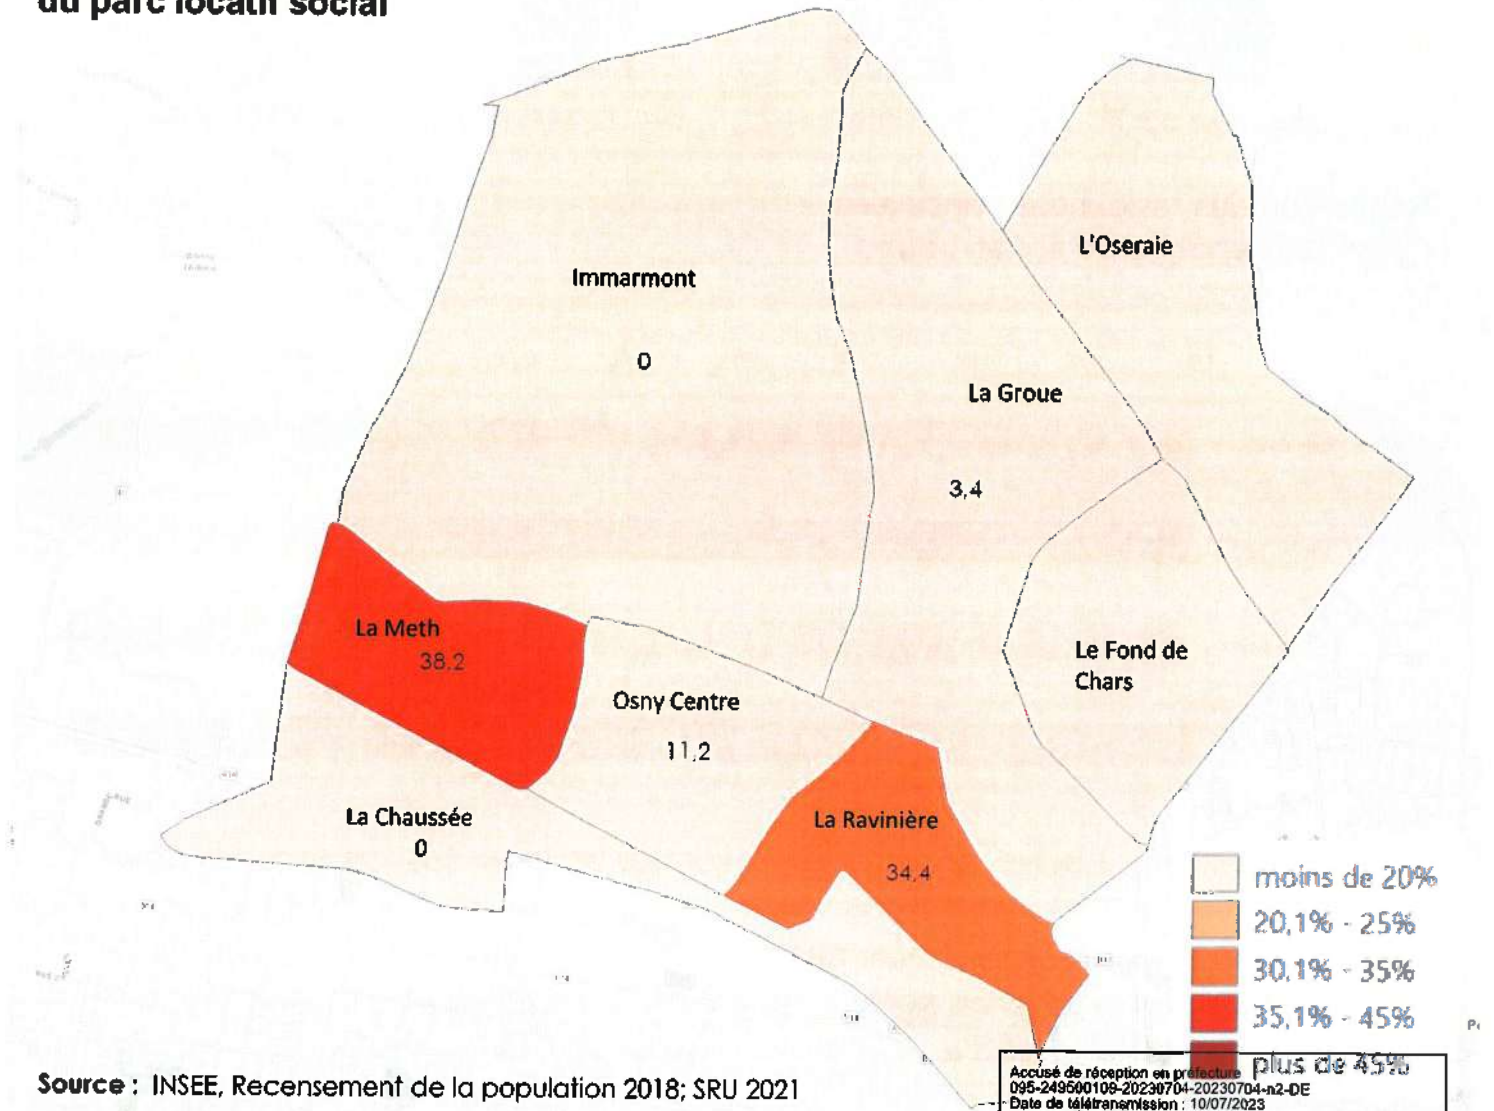 du parc locatif social
L'Oseraie
Immarmont
0
La Groue
3,4
La Meth
38,2
Le Fond de
Chars
Osny Centre
11,2
La Chaussée
0
La Ravinière
34,4
moins de 20%
20,1% - 25%
30,1% - 35%
35,1% - 45%
plus de 45%
Source : INSEE, Recensement de la population 2018; SRU 2021
Accusé de réception en préfecture
095-249500109-20230704-20230704-n2-DE
Date de télétransmission : 10/07/2023